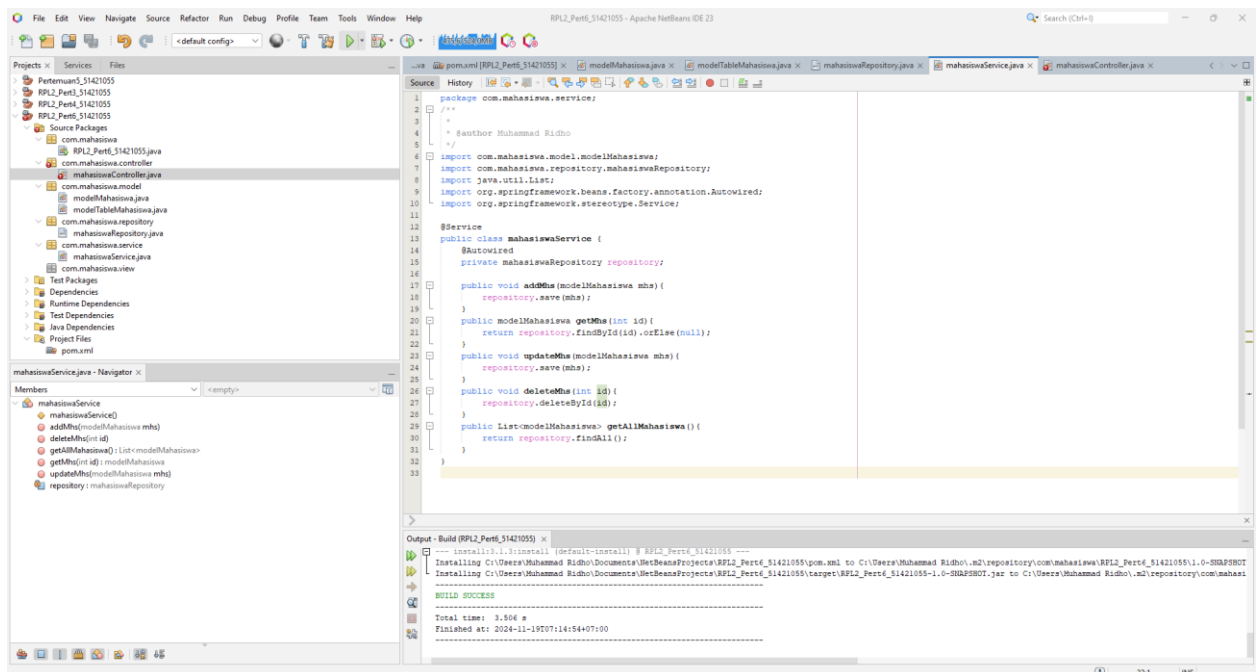 File Edit View Navigate Source Refactor Run Debug Profile Team Tools Window Help
RPL2_Pert6_51421055 - Apache NetBeans IDE 23
Search (Ctrl+I)
<default config>
Projects
Services
Files
Pertemuan5_51421055
RPL2_Pert3_51421055
RPL2_Pert4_51421055
RPL2_Pert6_51421055
Source Packages
com.mahasiswa
RPL2_Pert6_51421055.java
com.mahasiswa.controller
mahasiswaController.java
com.mahasiswa.model
modelMahasiswa.java
modelTableMahasiswa.java
com.mahasiswa.repository
mahasiswaRepository.java
com.mahasiswa.service
mahasiswaService.java
com.mahasiswa.view
Test Packages
Dependencies
Runtime Dependencies
Test Dependencies
Java Dependencies
Project Files
pom.xml
mahasiswaService.java - Navigator
Members
<empty>
mahasiswaService
mahasiswaService()
addMhs(modelMahasiswa mhs)
deleteMhs(int id)
getAllMahasiswa() : List<modelMahasiswa>
getMhs(int id) : modelMahasiswa
updateMhs(modelMahasiswa mhs)
repository : mahasiswaRepository
...va
pom.xml [RPL2_Pert6_51421055]
modelMahasiswa.java
modelTableMahasiswa.java
mahasiswaRepository.java
mahasiswaService.java
mahasiswaController.java
Source History
1 package com.mahasiswa.service;
2 /**
3 *
4 * @author Muhammad Ridho
5 */
6 import com.mahasiswa.model.modelMahasiswa;
7 import com.mahasiswa.repository.mahasiswaRepository;
8 import java.util.List;
9 import org.springframework.beans.factory.annotation.Autowired;
10 import org.springframework.stereotype.Service;
11
12 @Service
13 public class mahasiswaService {
14 @Autowired
15 private mahasiswaRepository repository;
16
17 public void addMhs(modelMahasiswa mhs){
18 repository.save(mhs);
19 }
20 public modelMahasiswa getMhs(int id){
21 return repository.findById(id).orElse(null);
22 }
23 public void updateMhs(modelMahasiswa mhs){
24 repository.save(mhs);
25 }
26 public void deleteMhs(int id){
27 repository.deleteById(id);
28 }
29 public List<modelMahasiswa> getAllMahasiswa(){
30 return repository.findAll();
31 }
32 }
33
Output - Build (RPL2_Pert6_51421055)
--- install:3.1.3:install (default-install) @ RPL2_Pert6_51421055 ---
Installing C:\Users\Muhammad Ridho\Documents\NetBeansProjects\RPL2_Pert6_51421055\pom.xml to C:\Users\Muhammad Ridho\.m2\repository\com\mahasiswa\RPL2_Pert6_51421055\1.0-SNAPSHOT
Installing C:\Users\Muhammad Ridho\Documents\NetBeansProjects\RPL2_Pert6_51421055\target\RPL2_Pert6_51421055-1.0-SNAPSHOT.jar to C:\Users\Muhammad Ridho\.m2\repository\com\mahasi
------------------------------------------------------------------------
BUILD SUCCESS
------------------------------------------------------------------------
Total time: 3.506 s
Finished at: 2024-11-19T07:14:54+07:00
------------------------------------------------------------------------